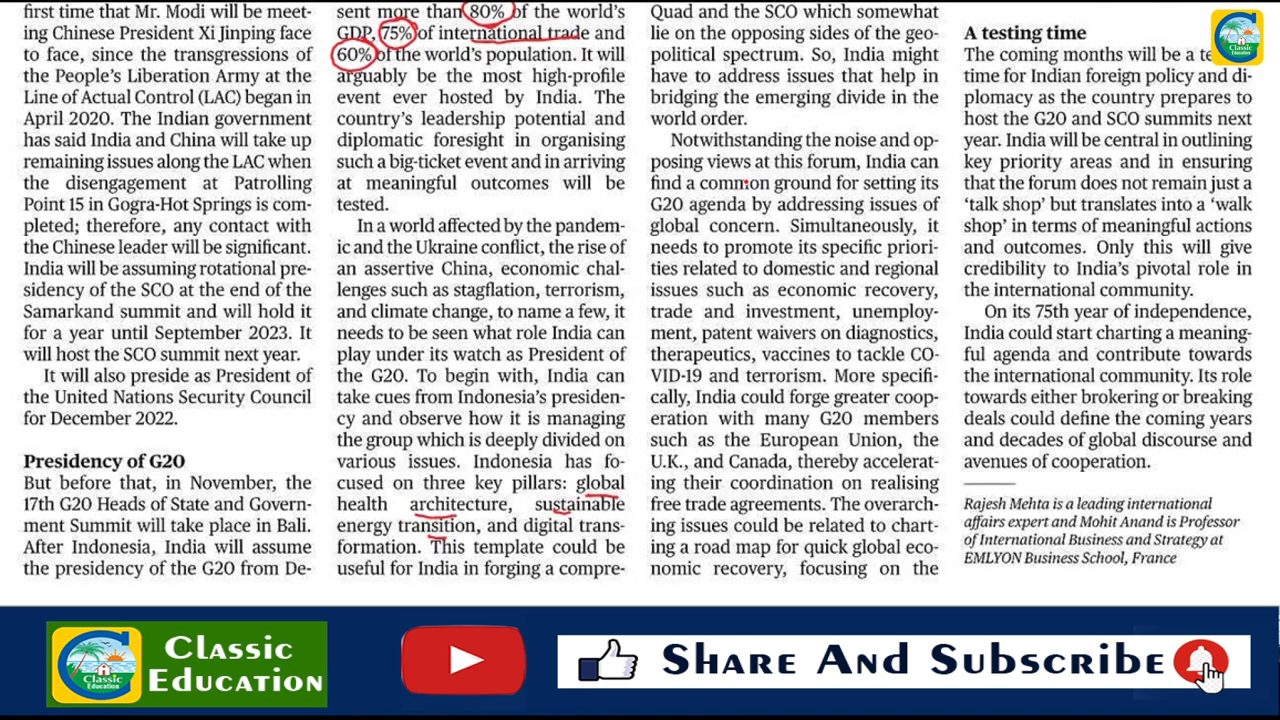 first time that Mr. Modi will be meet-
ing Chinese President Xi Jinping face
to face, since the transgressions of
the People's Liberation Army at the
Line of Actual Control (LAC) began in
April 2020. The Indian government
has said India and China will take up
remaining issues along the LAC when
the disengagement at Patrolling
Point 15 in Gogra-Hot Springs is com-
pleted; therefore, any contact with
the Chinese leader will be significant.
India will be assuming rotational pre-
sidency of the SCO at the end of the
Samarkand summit and will hold it
for a year until September 2023. It
will host the SCO summit next year.
It will also preside as President of
the United Nations Security Council
for December 2022.
Presidency of G20
But before that, in November, the
17th G20 Heads of State and Govern-
ment Summit will take place in Bali.
After Indonesia, India will assume
the presidency of the G20 from De-
sent more than 80% of the world's
GDP, 75% of international trade and
60% of the world's population. It will
arguably be the most high-profile
event ever hosted by India. The
country's leadership potential and
diplomatic foresight in organising
such a big-ticket event and in arriving
at meaningful outcomes will be
tested.
In a world affected by the pandem-
ic and the Ukraine conflict, the rise of
an assertive China, economic chal-
lenges such as stagflation, terrorism,
and climate change, to name a few, it
needs to be seen what role India can
play under its watch as President of
the G20. To begin with, India can
take cues from Indonesia's presiden-
cy and observe how it is managing
the group which is deeply divided on
various issues. Indonesia has fo-
cused on three key pillars: global
health architecture, sustainable
energy transition, and digital trans-
formation. This template could be
useful for India in forging a compre-
Quad and the SCO which somewhat
lie on the opposing sides of the geo-
political spectrum. So, India might
have to address issues that help in
bridging the emerging divide in the
world order.
Notwithstanding the noise and op-
posing views at this forum, India can
find a common ground for setting its
G20 agenda by addressing issues of
global concern. Simultaneously, it
needs to promote its specific priori-
ties related to domestic and regional
issues such as economic recovery,
trade and investment, unemploy-
ment, patent waivers on diagnostics,
therapeutics, vaccines to tackle CO-
VID-19 and terrorism. More specifi-
cally, India could forge greater coop-
eration with many G20 members
such as the European Union, the
U.K., and Canada, thereby accelerat-
ing their coordination on realising
free trade agreements. The overarch-
ing issues could be related to chart-
ing a road map for quick global eco-
nomic recovery, focusing on the
A testing time
The coming months will be a
time for Indian foreign policy and di-
plomacy as the country prepares to
host the G20 and SCO summits next
year. India will be central in outlining
key priority areas and in ensuring
that the forum does not remain just a
'talk shop' but translates into a 'walk
shop' in terms of meaningful actions
and outcomes. Only this will give
credibility to India's pivotal role in
the international community.
On its 75th year of independence,
India could start charting a meaning-
ful agenda and contribute towards
the international community. Its role
towards either brokering or breaking
deals could define the coming years
and decades of global discourse and
avenues of cooperation.
Rajesh Mehta is a leading international
affairs expert and Mohit Anand is Professor
of International Business and Strategy at
EMLYON Business School, France
Classic
Education
Classic
Education
Classic
Education
Share And Subscribe